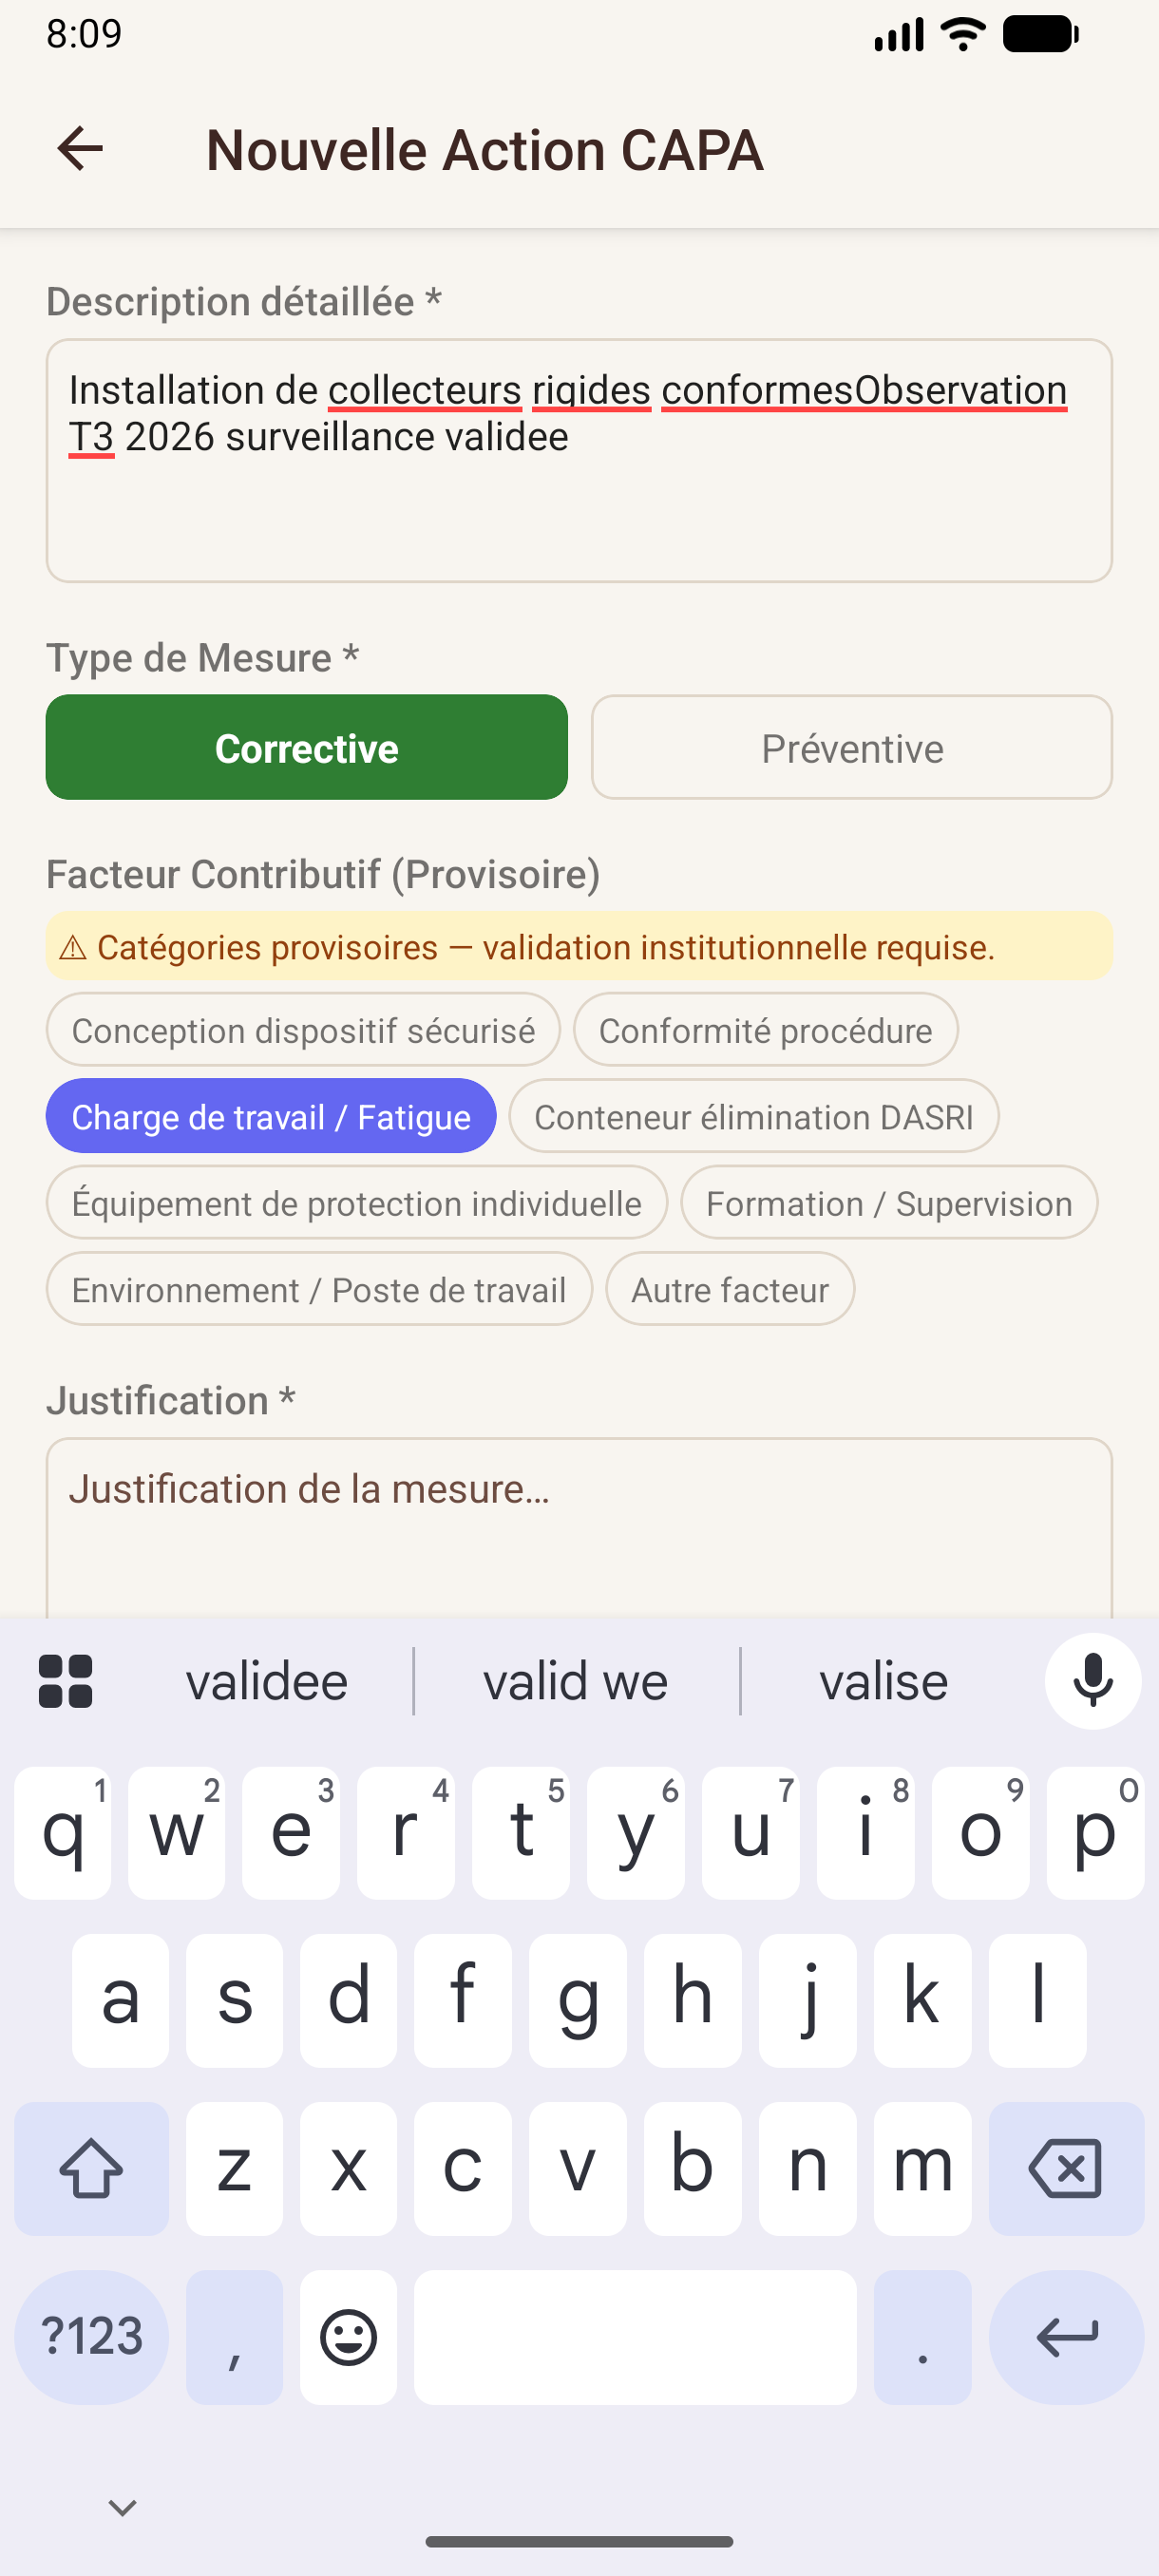 8:09
Nouvelle Action CAPA
Description détaillée *
Installation de collecteurs rigides conformesObservation
T3 2026 surveillance validee
Type de Mesure *
Corrective
Préventive
Facteur Contributif (Provisoire)
⚠ Catégories provisoires — validation institutionnelle requise.
Conception dispositif sécurisé
Conformité procédure
Charge de travail / Fatigue
Conteneur élimination DASRI
Équipement de protection individuelle
Formation / Supervision
Environnement / Poste de travail
Autre facteur
Justification *
Justification de la mesure...
validee
valid we
valise
q1 w2 e3 r4 t5 y6 u7 i8 o9 p0
a s d f g h j k l
z x c v b n m
?123 , .